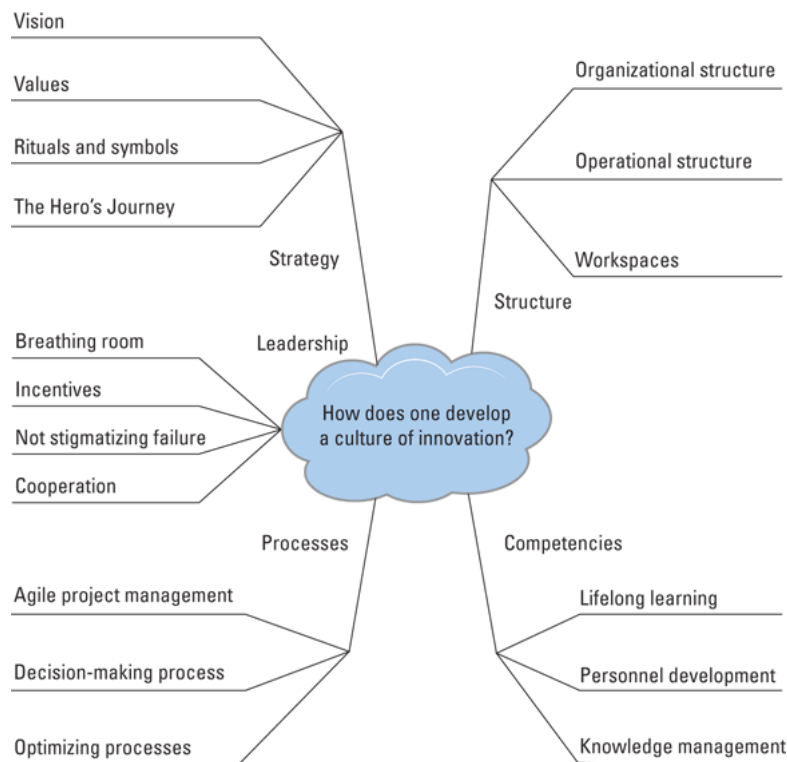 Vision
Values
Rituals and symbols
The Hero's Journey
Strategy
Organizational structure
Operational structure
Workspaces
Structure
Leadership
Breathing room
Incentives
Not stigmatizing failure
Cooperation
How does one develop
a culture of innovation?
Processes
Agile project management
Decision-making process
Optimizing processes
Competencies
Lifelong learning
Personnel development
Knowledge management